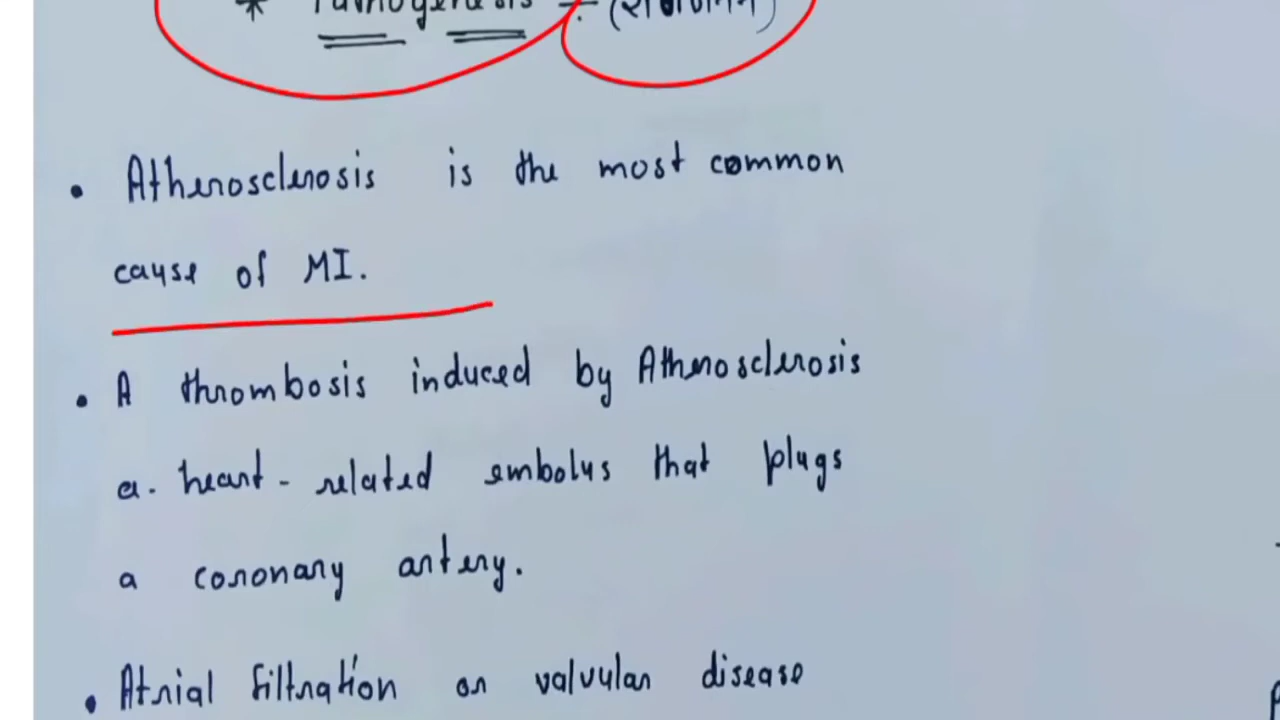 * Pathogenesis :-
• Atherosclerosis is the most common
cause of MI.
• A thrombosis induced by Atherosclerosis
a. heart - related embolus that plugs
a coronary artery.
• Atrial filtration or valvular disease